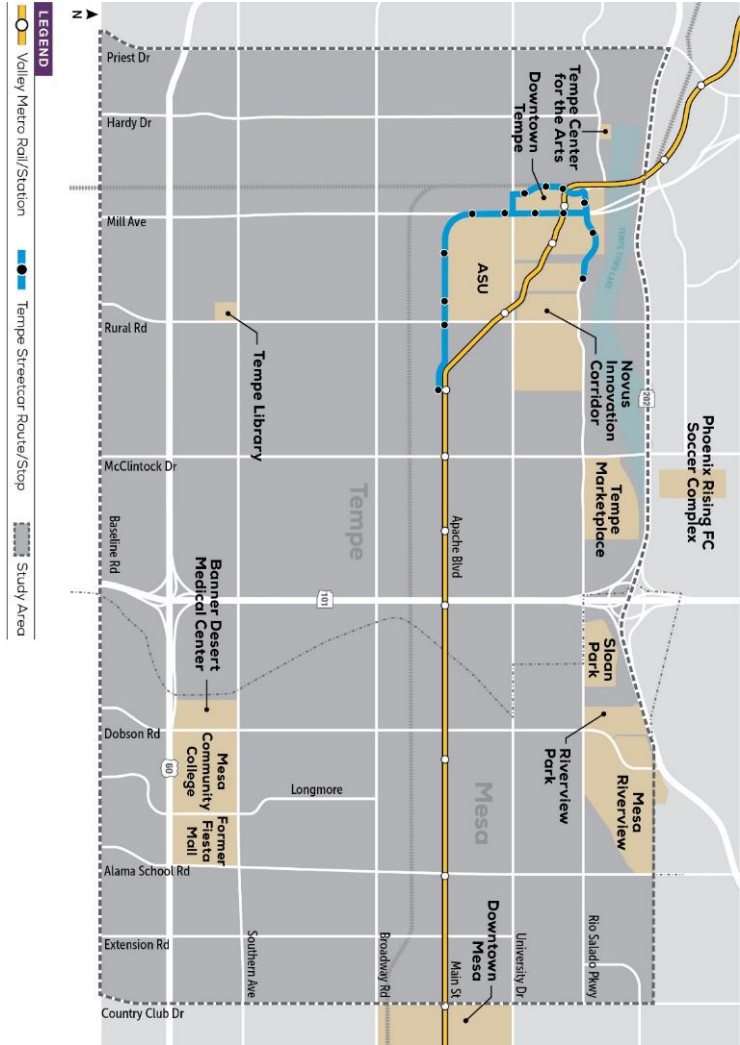 Priest Dr
Hardy Dr
Mill Ave
Rural Rd
McClintock Dr
Baseline Rd
Dobson Rd
Alama School Rd
Extension Rd
Country Club Dr
Tempe Center
for the Arts
Downtown
Tempe
TEMPE TOWN LAKE
ASU
Novus
Innovation
Corridor
Tempe Library
202
Phoenix Rising FC
Soccer Complex
Tempe
Marketplace
Tempe
Apache Blvd
101
Banner Desert
Medical Center
Sloan
Park
Riverview
Park
Mesa
Riverview
Mesa
Community
College
60
Longmore
Mesa
Former
Fiesta
Mall
Southern Ave
Broadway Rd
Main St
University Dr
Rio Salado Pkwy
Downtown
Mesa
N
LEGEND
Valley Metro Rail/Station
Tempe Streetcar Route/Stop
Study Area